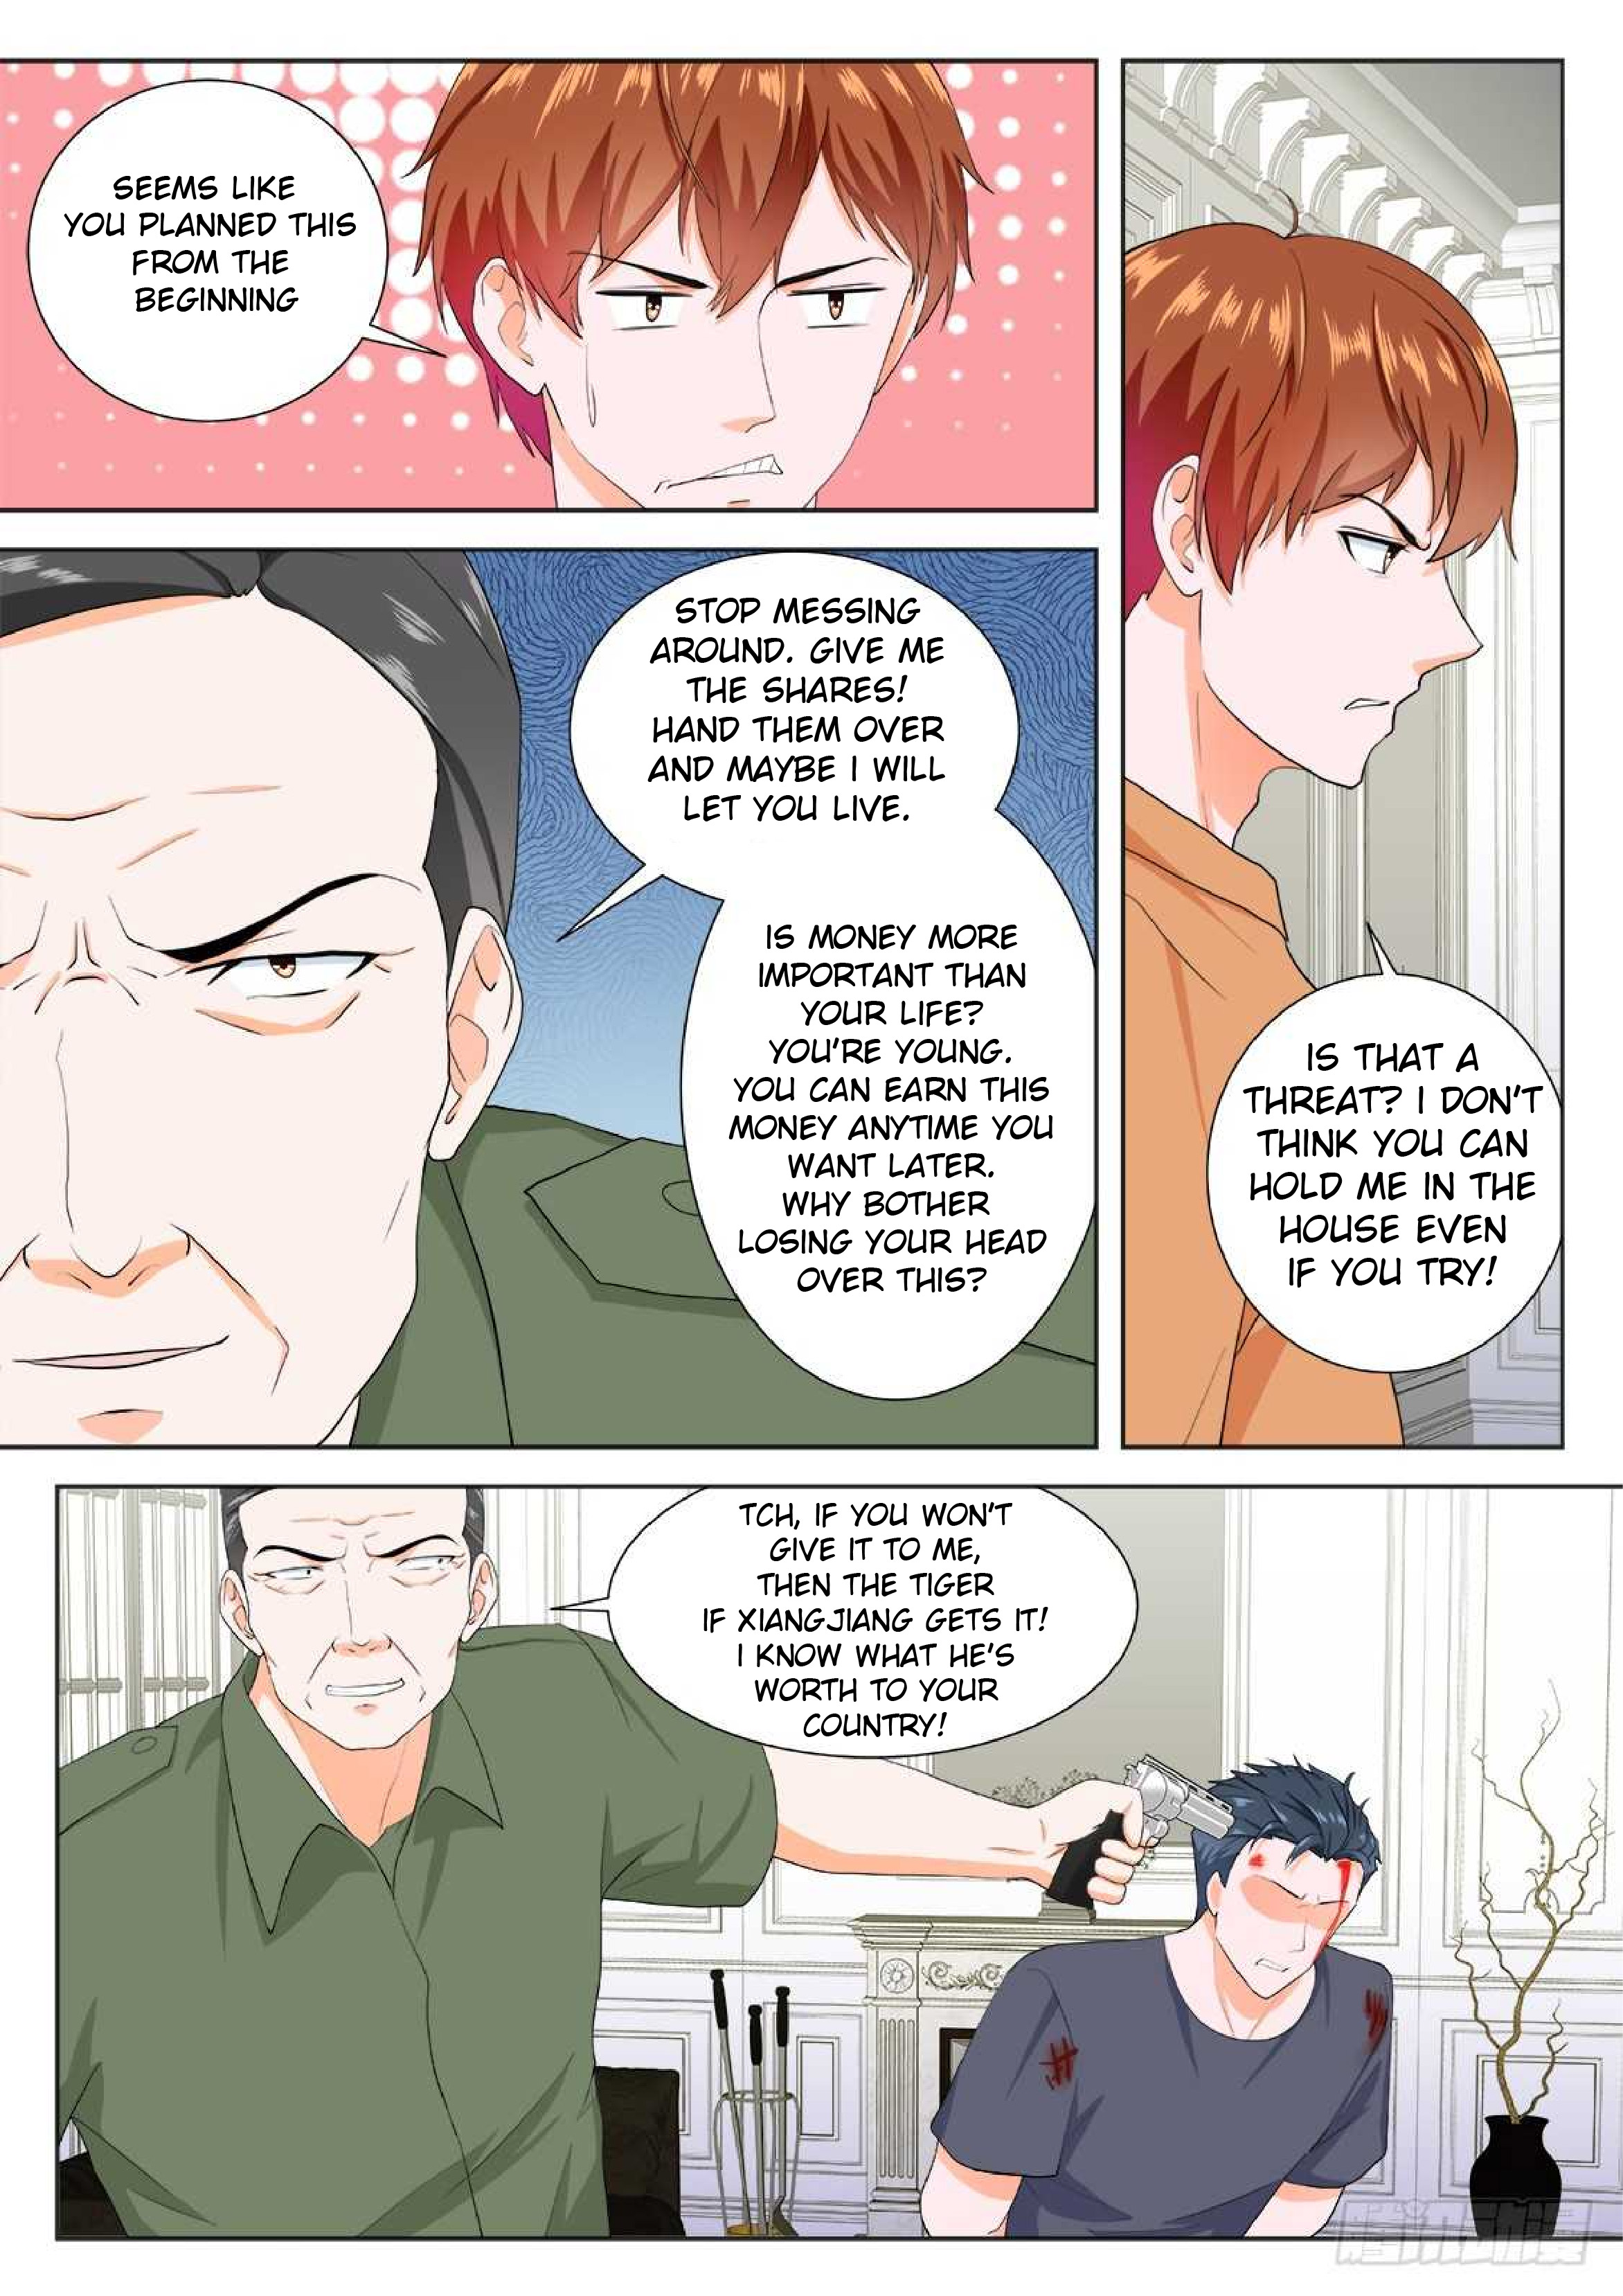 SEEMS LIKE
YOU PLANNED THIS
FROM THE
BEGINNING
STOP MESSING
AROUND. GIVE ME
THE SHARES!
HAND THEM OVER
AND MAYBE I WILL
LET YOU LIVE.
IS MONEY MORE
IMPORTANT THAN
YOUR LIFE?
YOU'RE YOUNG.
YOU CAN EARN THIS
MONEY ANYTIME YOU
WANT LATER.
WHY BOTHER
LOSING YOUR HEAD
OVER THIS?
IS THAT A
THREAT? I DON'T
THINK YOU CAN
HOLD ME IN THE
HOUSE EVEN
IF YOU TRY!
TCH, IF YOU WON'T
GIVE IT TO ME,
THEN THE TIGER
IF XIANGJIANG GETS IT!
I KNOW WHAT HE'S
WORTH TO YOUR
COUNTRY!
腾讯动漫